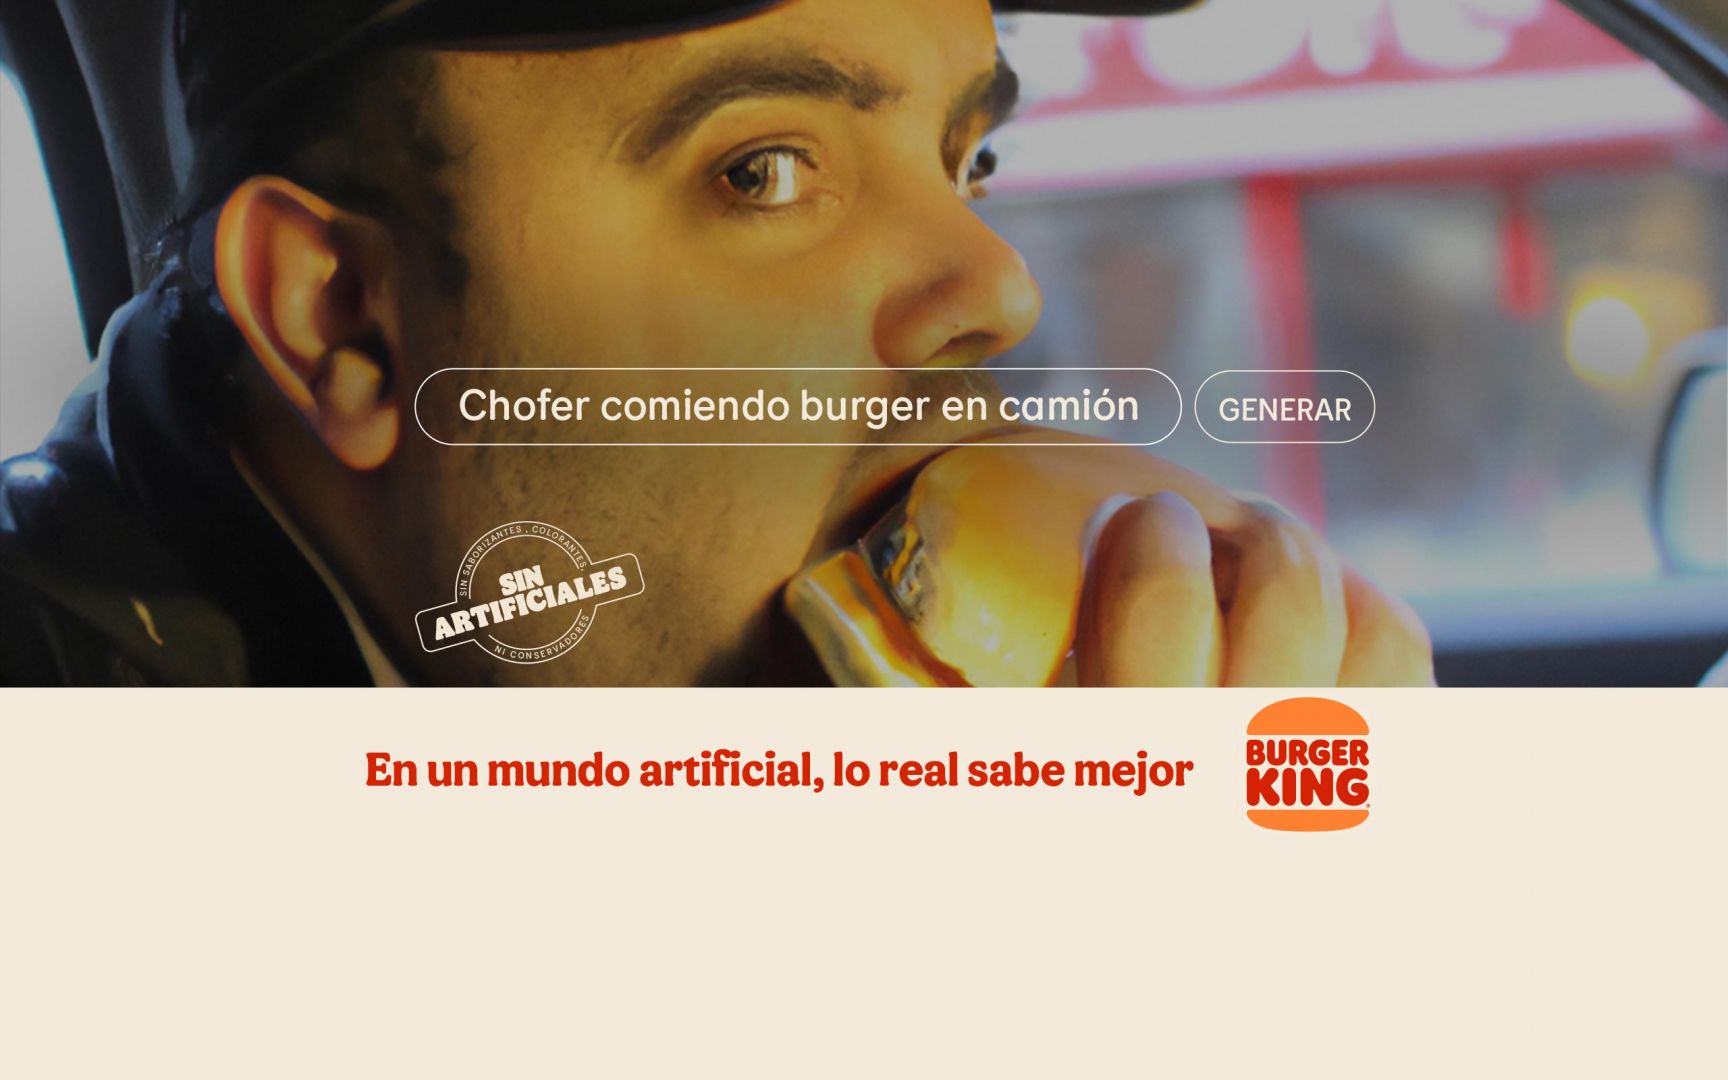 Chofer comiendo burger en camión
GENERAR
SIN SABORIZANTES , COLORANTES,
SIN
ARTIFICIALES
NI CONSERVADORES
En un mundo artificial, lo real sabe mejor
BURGER
KING